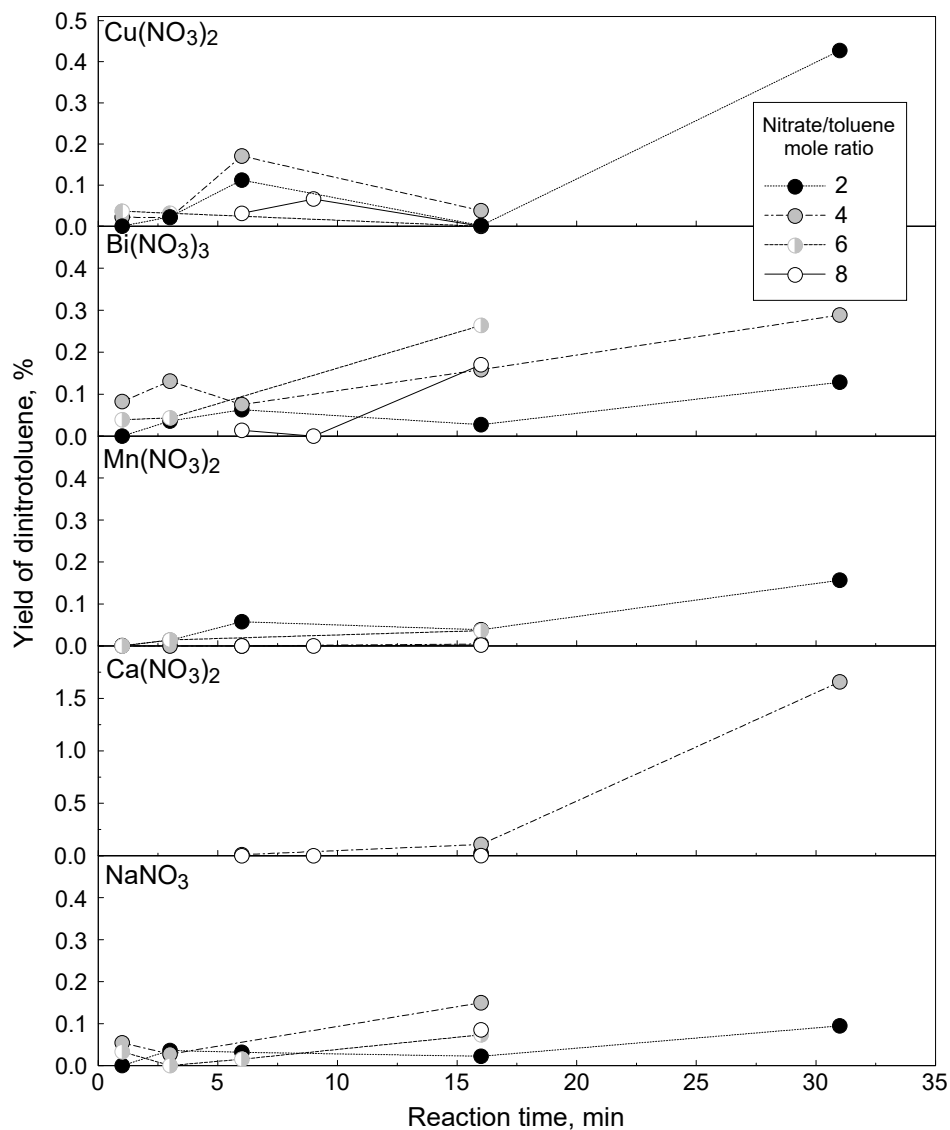 Yield of dinitrotoluene, %
0.5
Cu(NO3)2
0.4
0.3
0.2
0.1
0.0
Nitrate/toluene
mole ratio
2
4
6
8
Bi(NO3)3
0.4
0.3
0.2
0.1
0.0
Mn(NO3)2
0.4
0.3
0.2
0.1
0.0
Ca(NO3)2
1.5
1.0
0.5
0.0
NaNO3
0.4
0.3
0.2
0.1
0.0
0 5 10 15 20 25 30 35
Reaction time, min